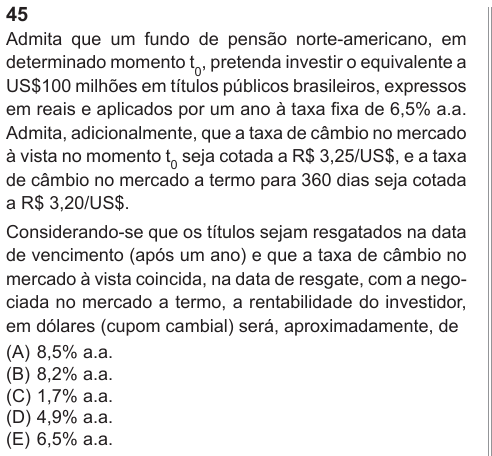 45
Admita que um fundo de pensão norte-americano, em
determinado momento t0, pretenda investir o equivalente a
US$100 milhões em títulos públicos brasileiros, expressos
em reais e aplicados por um ano à taxa fixa de 6,5% a.a.
Admita, adicionalmente, que a taxa de câmbio no mercado
à vista no momento t0 seja cotada a R$ 3,25/US$, e a taxa
de câmbio no mercado a termo para 360 dias seja cotada
a R$ 3,20/US$.
Considerando-se que os títulos sejam resgatados na data
de vencimento (após um ano) e que a taxa de câmbio no
mercado à vista coincida, na data de resgate, com a nego-
ciada no mercado a termo, a rentabilidade do investidor,
em dólares (cupom cambial) será, aproximadamente, de
(A) 8,5% a.a.
(B) 8,2% a.a.
(C) 1,7% a.a.
(D) 4,9% a.a.
(E) 6,5% a.a.